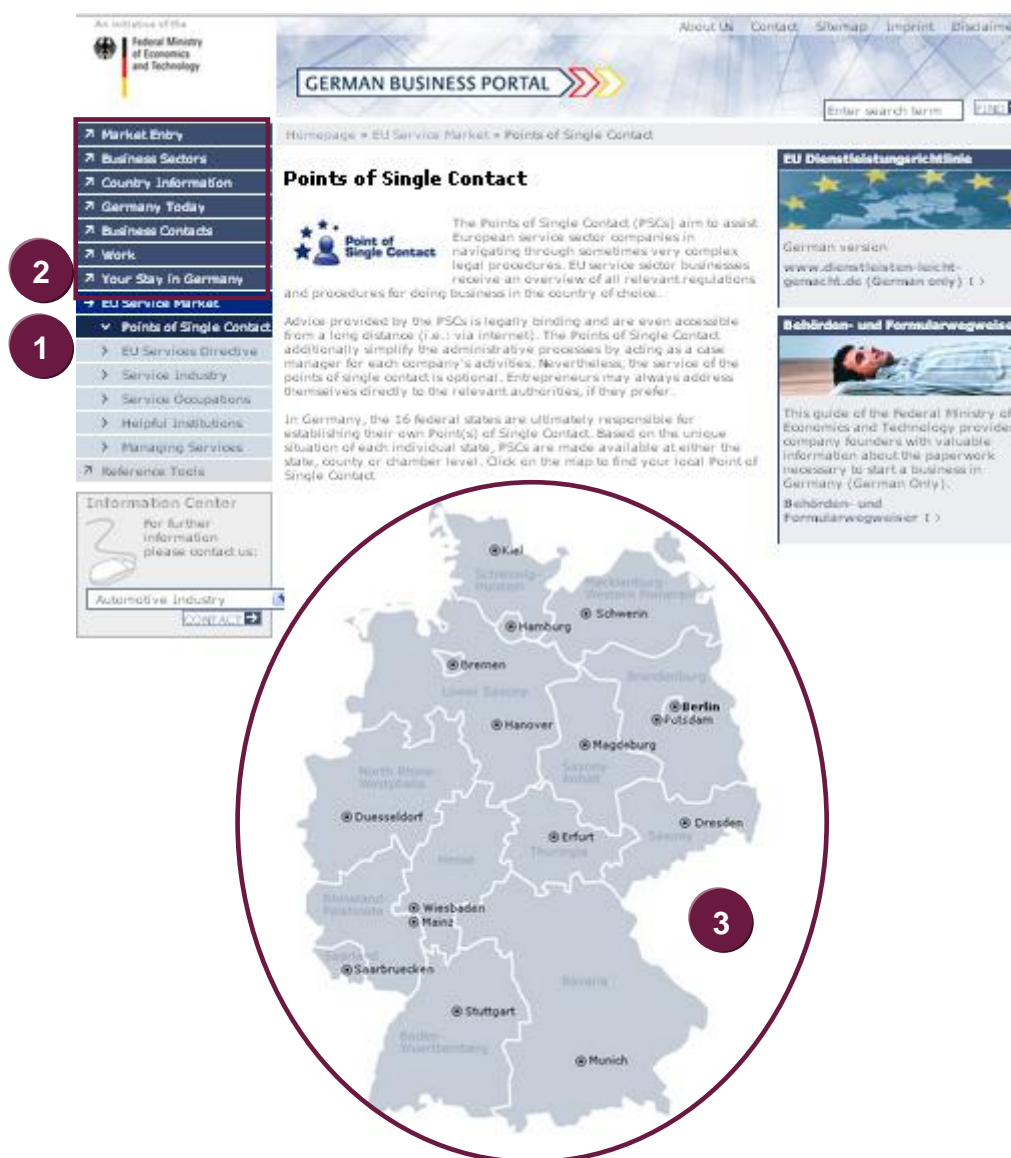 An initiative of the
Federal Ministry
of Economics
and Technology
About Us Contact Sitemap Imprint Disclaime
GERMAN BUSINESS PORTAL
Enter search term FIND
Market Entry
Business Sectors
Country Information
Germany Today
Business Contacts
Work
Your Stay in Germany
EU Service Market
Points of Single Contact
EU Services Directive
Service Industry
Service Occupations
Helpful Institutions
Managing Services
Reference Tools
2
1
Information Center
For further
information
please contact us:
Automotive Industry
CONTACT
Homepage » EU Service Market » Points of Single Contact
Points of Single Contact
Point of
Single Contact
The Points of Single Contact (PSCs) aim to assist
European service sector companies in
navigating through sometimes very complex
legal procedures. EU service sector businesses
receive an overview of all relevant regulations
and procedures for doing business in the country of choice.
Advice provided by the PSCs is legally binding and are even accessible
from a long distance (i.e.: via internet). The Points of Single Contact
additionally simplify the administrative processes by acting as a case
manager for each company's activities. Nevertheless, the service of the
points of single contact is optional. Entrepreneurs may always address
themselves directly to the relevant authorities, if they prefer.
In Germany, the 16 federal states are ultimately responsible for
establishing their own Point(s) of Single Contact. Based on the unique
situation of each individual state, PSCs are made available at either the
state, county or chamber level. Click on the map to find your local Point of
Single Contact
EU Dienstleistungsrichtlinie
German version
www.dienstleisten-leicht-
gemacht.de (German only) [>
Behörden- und Formularwegweise
This guide of the Federal Ministry of
Economics and Technology provides
company founders with valuable
information about the paperwork
necessary to start a business in
Germany (German Only).
Behörden- und
Formularwegweiser [>
Kiel
Schleswig-
Holstein
Mecklenburg-
Western Pomerania
Schwerin
Hamburg
Bremen
Lower Saxony
Brandenburg
Berlin
Potsdam
Hanover
Magdeburg
Saxony-
Anhalt
North Rhine-
Westphalia
Duesseldorf
Dresden
Saxony
Erfurt
Thuringia
Hesse
Rhineland-
Palatinate
Wiesbaden
Mainz
3
Saarland
Saarbruecken
Bavaria
Stuttgart
Baden-
Wuerttemberg
Munich